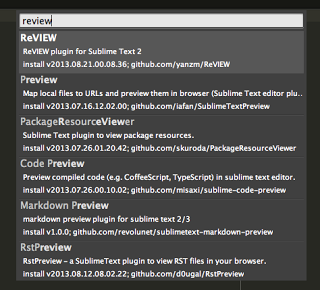 review
ReVIEW
ReVIEW plugin for Sublime Text 2
install v2013.08.21.00.08.36; github.com/yanzm/ReVIEW
Preview
Map local files to URLs and preview them in browser (Sublime Text editor plu..
install v2013.07.16.12.02.00; github.com/iafan/SublimeTextPreview
PackageResourceViewer
Sublime Text plugin to view package resources.
install v2013.07.26.01.20.42; github.com/skuroda/PackageResourceViewer
Code Preview
Preview compiled code (e.g. CoffeeScript, TypeScript) in sublime text editor.
install v2013.07.26.00.10.02; github.com/misaxi/sublime-code-preview
Markdown Preview
markdown preview plugin for sublime text 2/3
install v1.0.0; github.com/revolunet/sublimetext-markdown-preview
RstPreview
RstPreview – a SublimeText plugin to view RST files in your browser.
install v2013.08.12.08.02.22; github.com/d0ugal/RstPreview